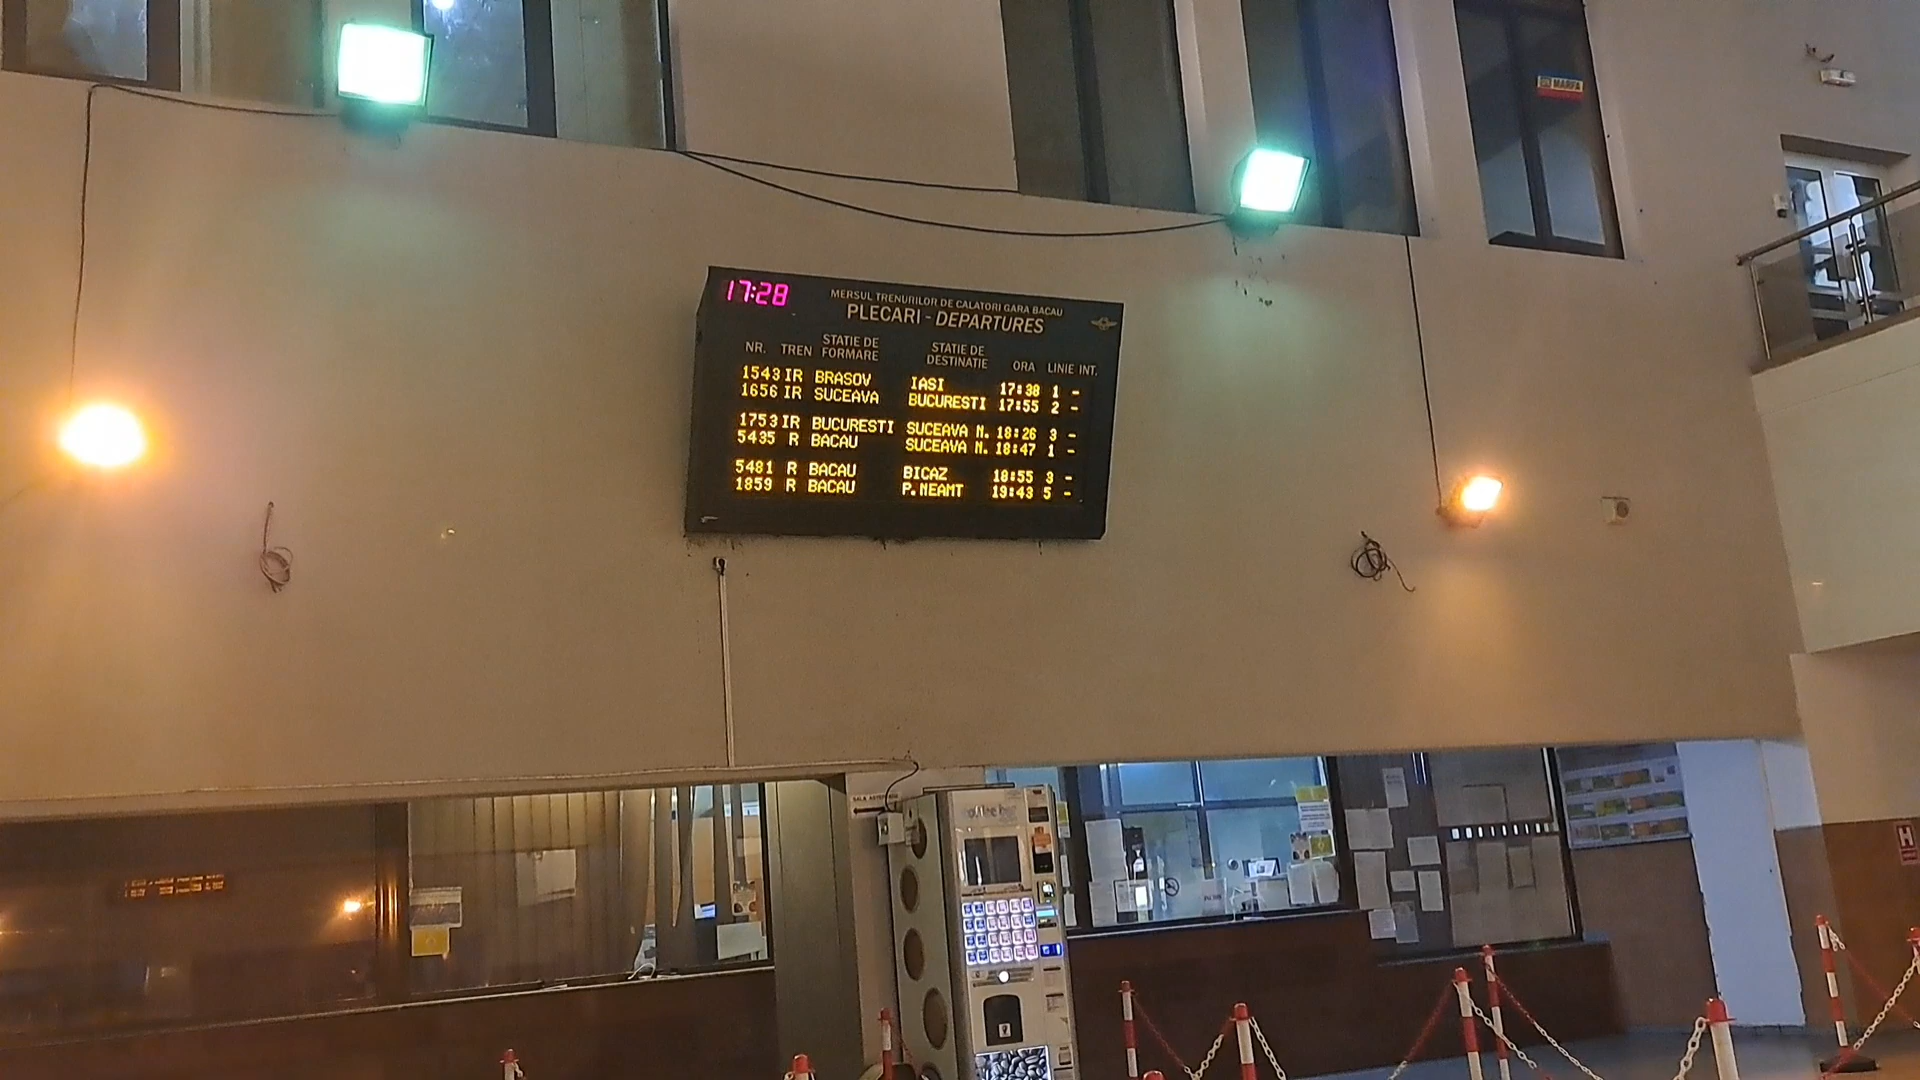 MARFA
17:28
MERSUL TRENURILOR DE CALATORI GARA BACAU
PLECARI - DEPARTURES
NR. TREN STATIE DE FORMARE STATIE DE DESTINATIE ORA LINIE INT.
1543 IR BRASOV IASI 17:38 1 -
1656 IR SUCEAVA BUCURESTI 17:55 2 -
1753 IR BUCURESTI SUCEAVA N. 18:26 3 -
5435 R BACAU SUCEAVA N. 18:47 1 -
5481 R BACAU BICAZ 18:55 3 -
1859 R BACAU P.NEAMT 19:43 5 -
H